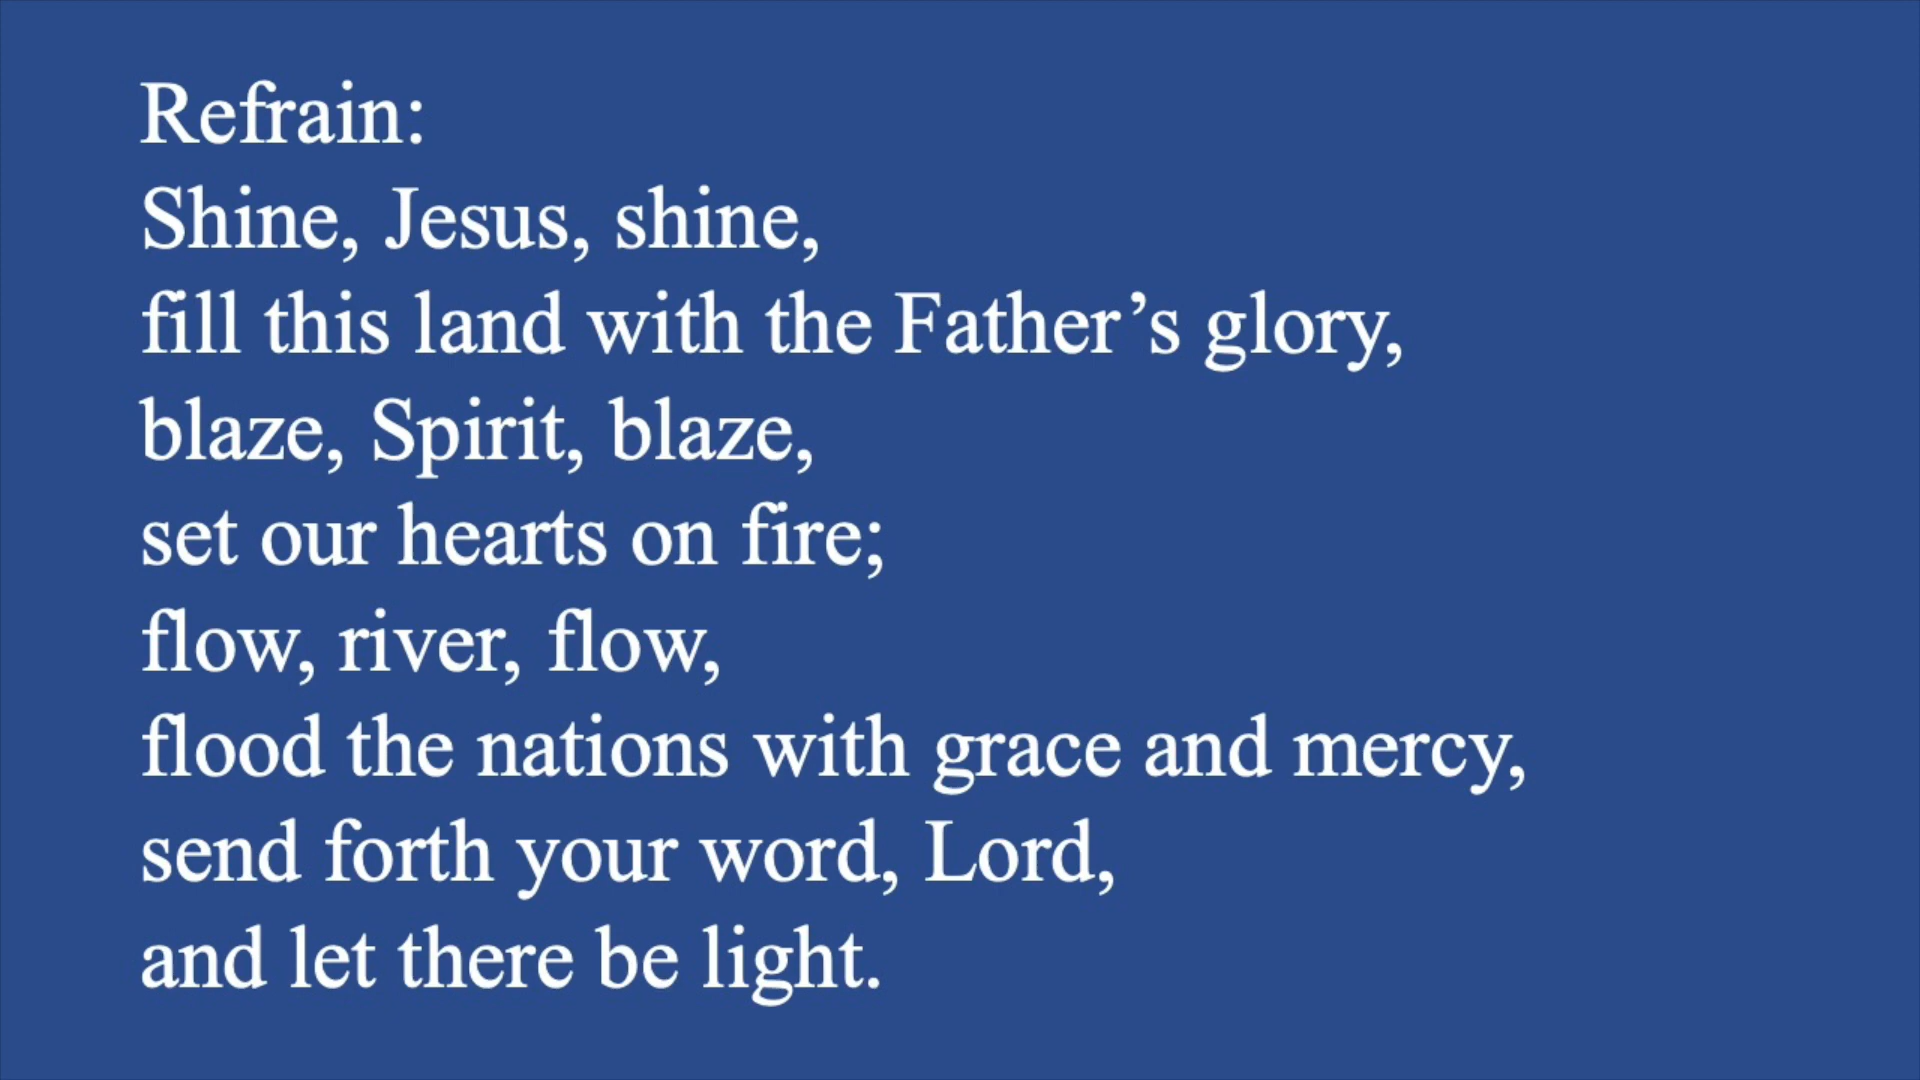 Refrain:
Shine, Jesus, shine,
fill this land with the Father’s glory,
blaze, Spirit, blaze,
set our hearts on fire;
flow, river, flow,
flood the nations with grace and mercy,
send forth your word, Lord,
and let there be light.